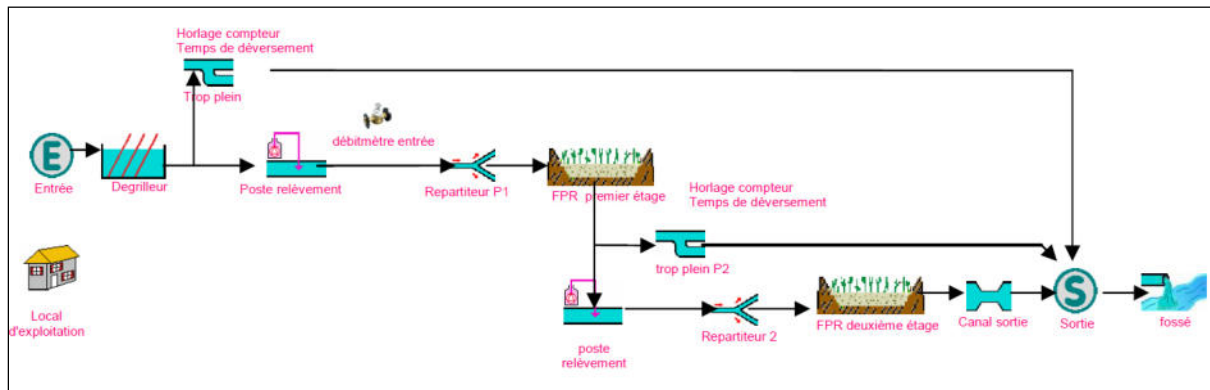 Horlage compteur
Temps de déversement
Trop plein
débitmètre entrée
E
Entrée
Degrilleur
Poste relèvement
Repartiteur P1
FPR premier étage
Horlage compteur
Temps de déversement
trop plein P2
Local
d'exploitation
poste
relèvement
Repartiteur 2
FPR deuxiéme étage
Canal sortie
S
Sortie
fossé